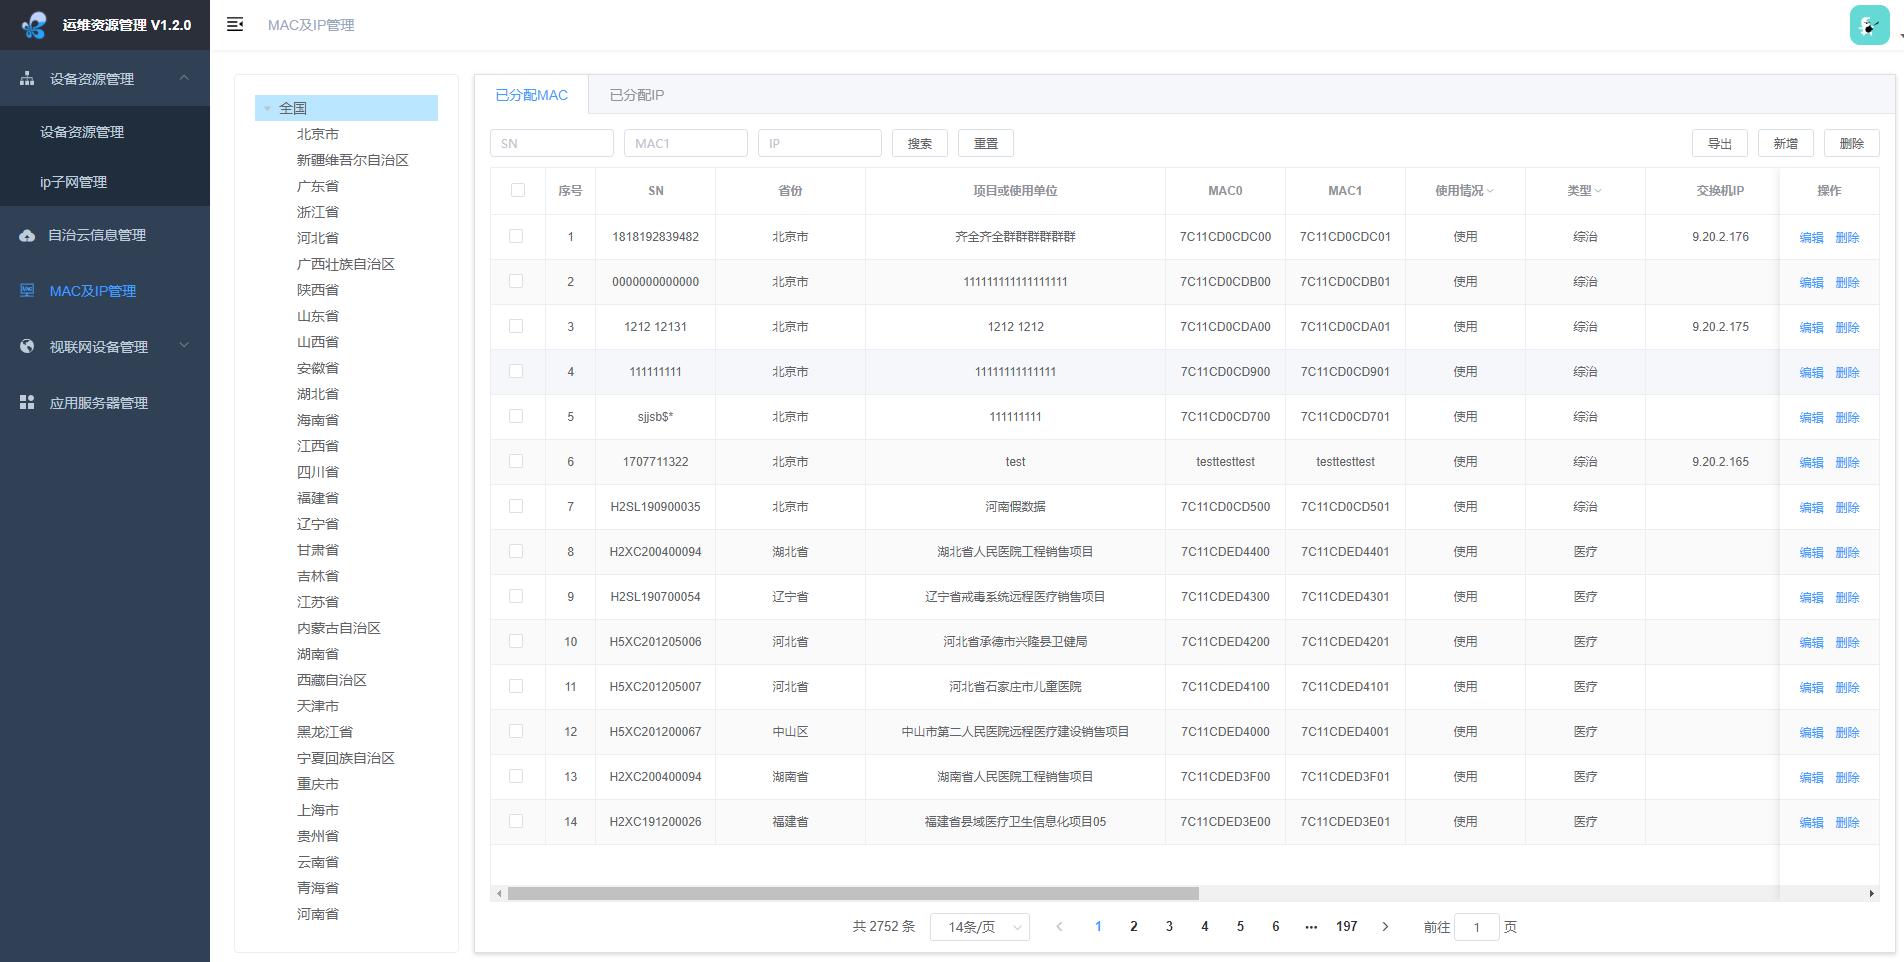 运维资源管理 V1.2.0
设备资源管理
设备资源管理
ip子网管理
自治云信息管理
MAC及IP管理
视联网设备管理
应用服务器管理
MAC及IP管理
全国
北京市
新疆维吾尔自治区
广东省
浙江省
河北省
广西壮族自治区
陕西省
山东省
山西省
安徽省
湖北省
海南省
江西省
四川省
福建省
辽宁省
甘肃省
吉林省
江苏省
内蒙古自治区
湖南省
西藏自治区
天津市
黑龙江省
宁夏回族自治区
重庆市
上海市
贵州省
云南省
青海省
河南省
已分配MAC 已分配IP
SN MAC1 IP 搜索 重置 导出 新增 删除
序号 SN 省份 项目或使用单位 MAC0 MAC1 使用情况 类型 交换机IP 操作
1 1818192839482 北京市 齐全齐全群群群群群群 7C11CD0CDC00 7C11CD0CDC01 使用 综治 9.20.2.176 编辑 删除
2 0000000000000 北京市 111111111111111111 7C11CD0CDB00 7C11CD0CDB01 使用 综治 编辑 删除
3 1212 12131 北京市 1212 1212 7C11CD0CDA00 7C11CD0CDA01 使用 综治 9.20.2.175 编辑 删除
4 111111111 北京市 11111111111111 7C11CD0CD900 7C11CD0CD901 使用 综治 编辑 删除
5 sjjsb$* 北京市 111111111 7C11CD0CD700 7C11CD0CD701 使用 综治 编辑 删除
6 1707711322 北京市 test testtesttest testtesttest 使用 综治 9.20.2.165 编辑 删除
7 H2SL190900035 北京市 河南假数据 7C11CD0CD500 7C11CD0CD501 使用 综治 编辑 删除
8 H2XC200400094 湖北省 湖北省人民医院工程销售项目 7C11CDED4400 7C11CDED4401 使用 医疗 编辑 删除
9 H2SL190700054 辽宁省 辽宁省戒毒系统远程医疗销售项目 7C11CDED4300 7C11CDED4301 使用 医疗 编辑 删除
10 H5XC201205006 河北省 河北省承德市兴隆县卫健局 7C11CDED4200 7C11CDED4201 使用 医疗 编辑 删除
11 H5XC201205007 河北省 河北省石家庄市儿童医院 7C11CDED4100 7C11CDED4101 使用 医疗 编辑 删除
12 H5XC201200067 中山区 中山市第二人民医院远程医疗建设销售项目 7C11CDED4000 7C11CDED4001 使用 医疗 编辑 删除
13 H2XC200400094 湖南省 湖南省人民医院工程销售项目 7C11CDED3F00 7C11CDED3F01 使用 医疗 编辑 删除
14 H2XC191200026 福建省 福建省县域医疗卫生信息化项目05 7C11CDED3E00 7C11CDED3E01 使用 医疗 编辑 删除
共 2752 条 14条/页 1 2 3 4 5 6 ··· 197 前往 1 页